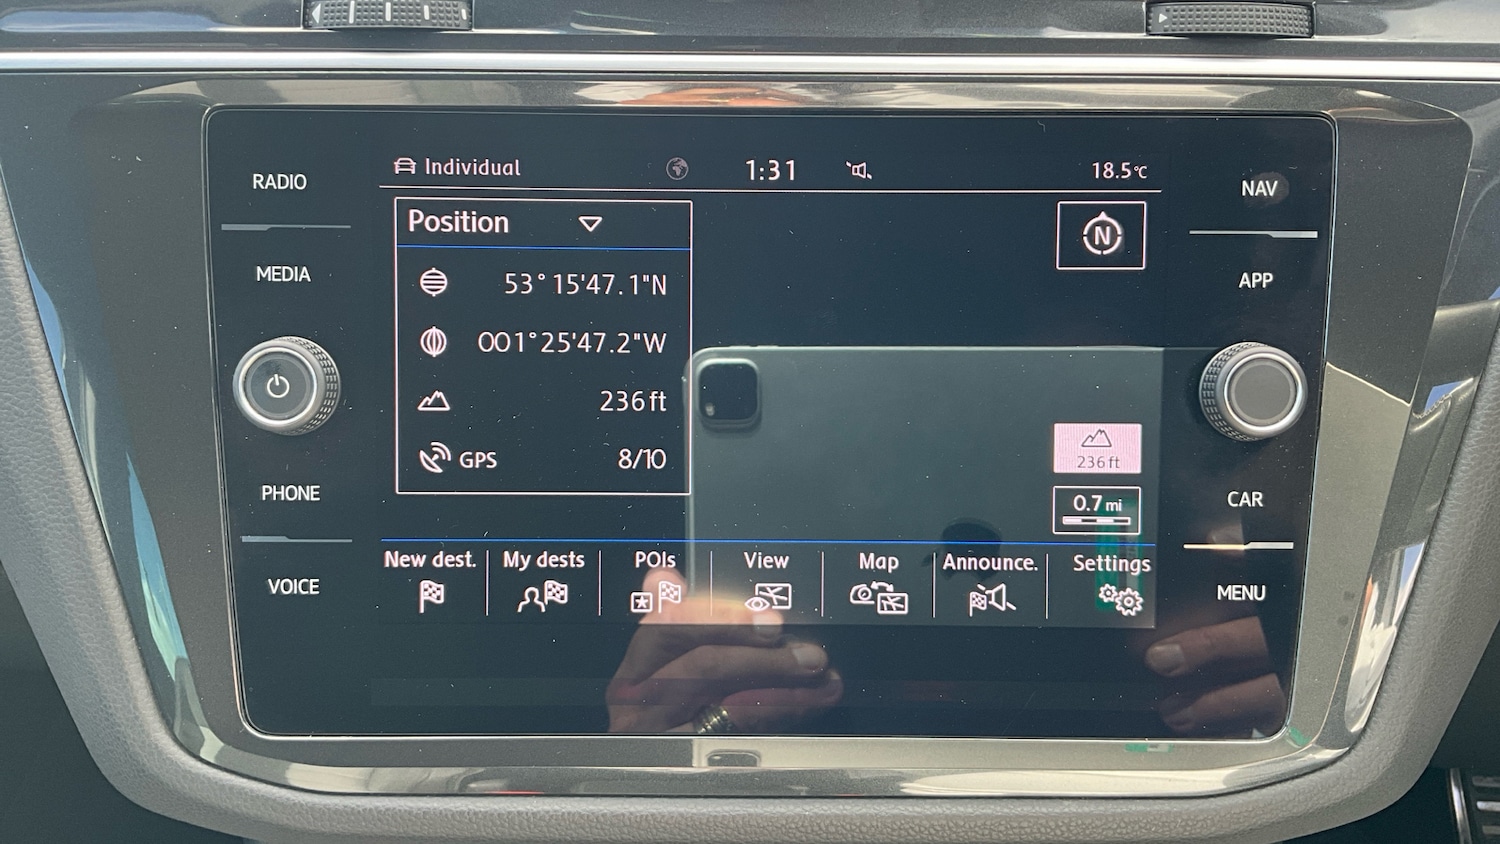 RADIO
MEDIA
PHONE
VOICE
Individual 1:31 18.5°C
Position
N
53°15'47.1"N
001°25'47.2"W
236 ft
GPS 8/10
236 ft
0.7 mi
New dest. My dests POIs View Map Announce. Settings
NAV
APP
CAR
MENU